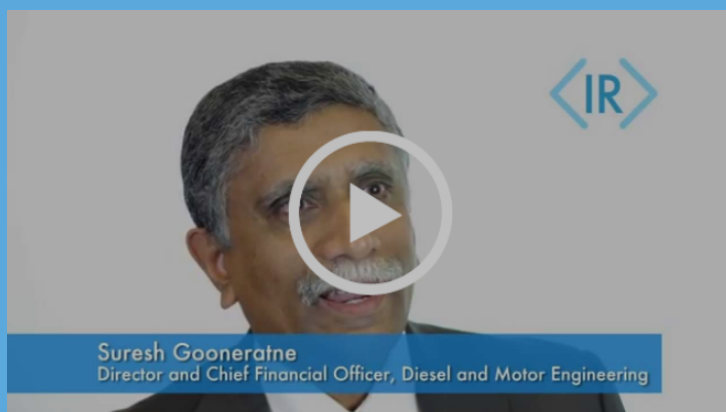 <IR>
Suresh Gooneratne
Director and Chief Financial Officer, Diesel and Motor Engineering